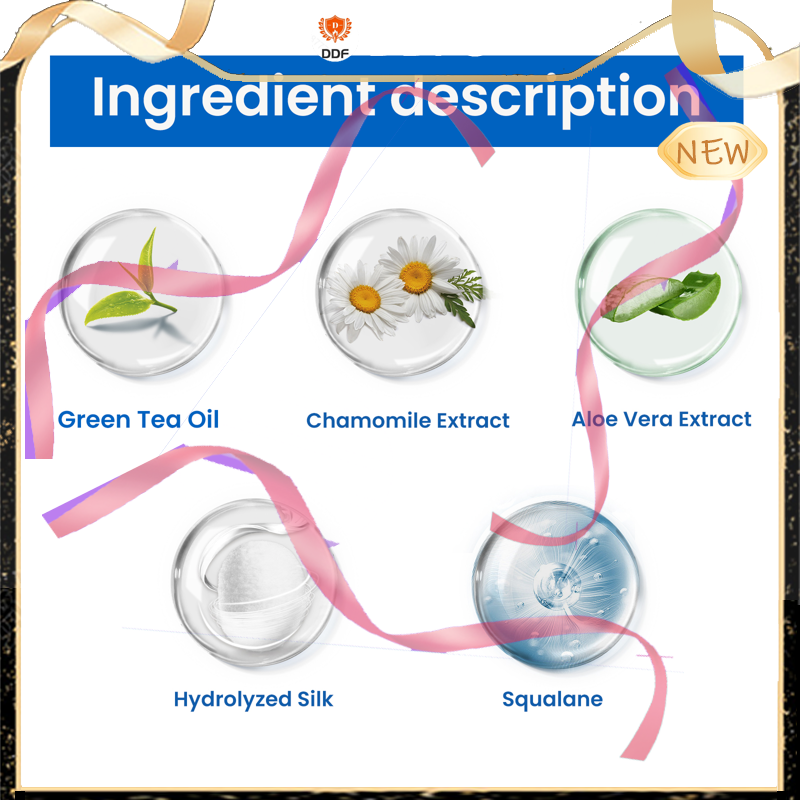 DDF
Ingredient description
NEW
Green Tea Oil
Chamomile Extract
Aloe Vera Extract
Hydrolyzed Silk
Squalane